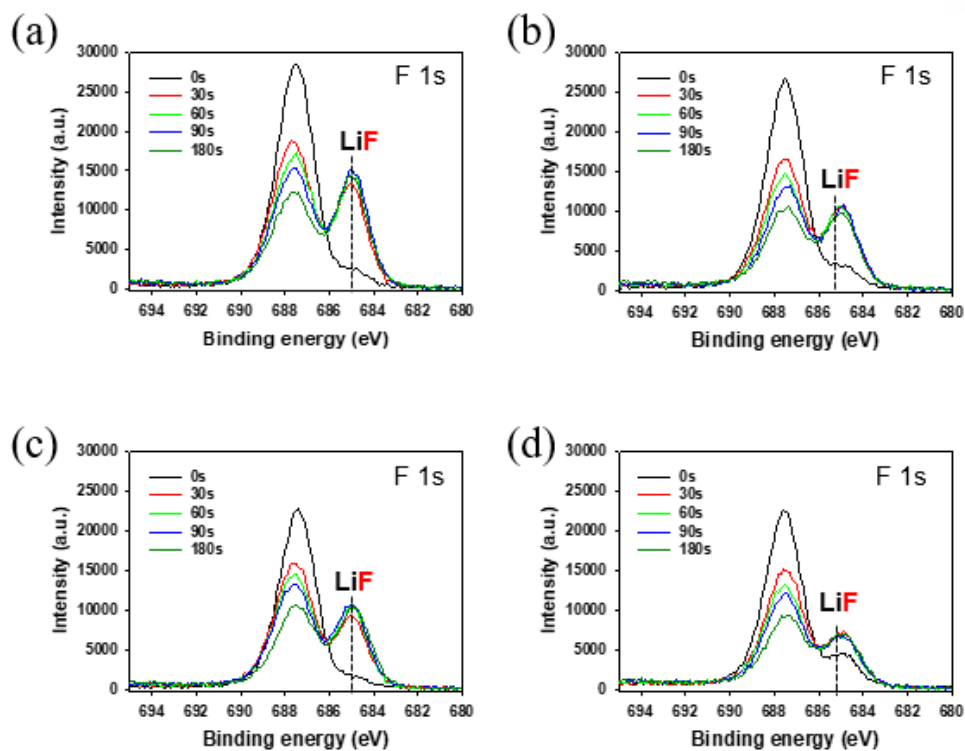 (a)
30000
25000
20000
15000
10000
5000
0
Intensity (a.u.)
0s
30s
60s
90s
180s
F 1s
LiF
694 692 690 688 686 684 682 680
Binding energy (eV)
(b)
30000
25000
20000
15000
10000
5000
0
Intensity (a.u.)
0s
30s
60s
90s
180s
F 1s
LiF
694 692 690 688 686 684 682 680
Binding energy (eV)
(c)
30000
25000
20000
15000
10000
5000
0
Intensity (a.u.)
0s
30s
60s
90s
180s
F 1s
LiF
694 692 690 688 686 684 682 680
Binding energy (eV)
(d)
30000
25000
20000
15000
10000
5000
0
Intensity (a.u.)
0s
30s
60s
90s
180s
F 1s
LiF
694 692 690 688 686 684 682 680
Binding energy (eV)